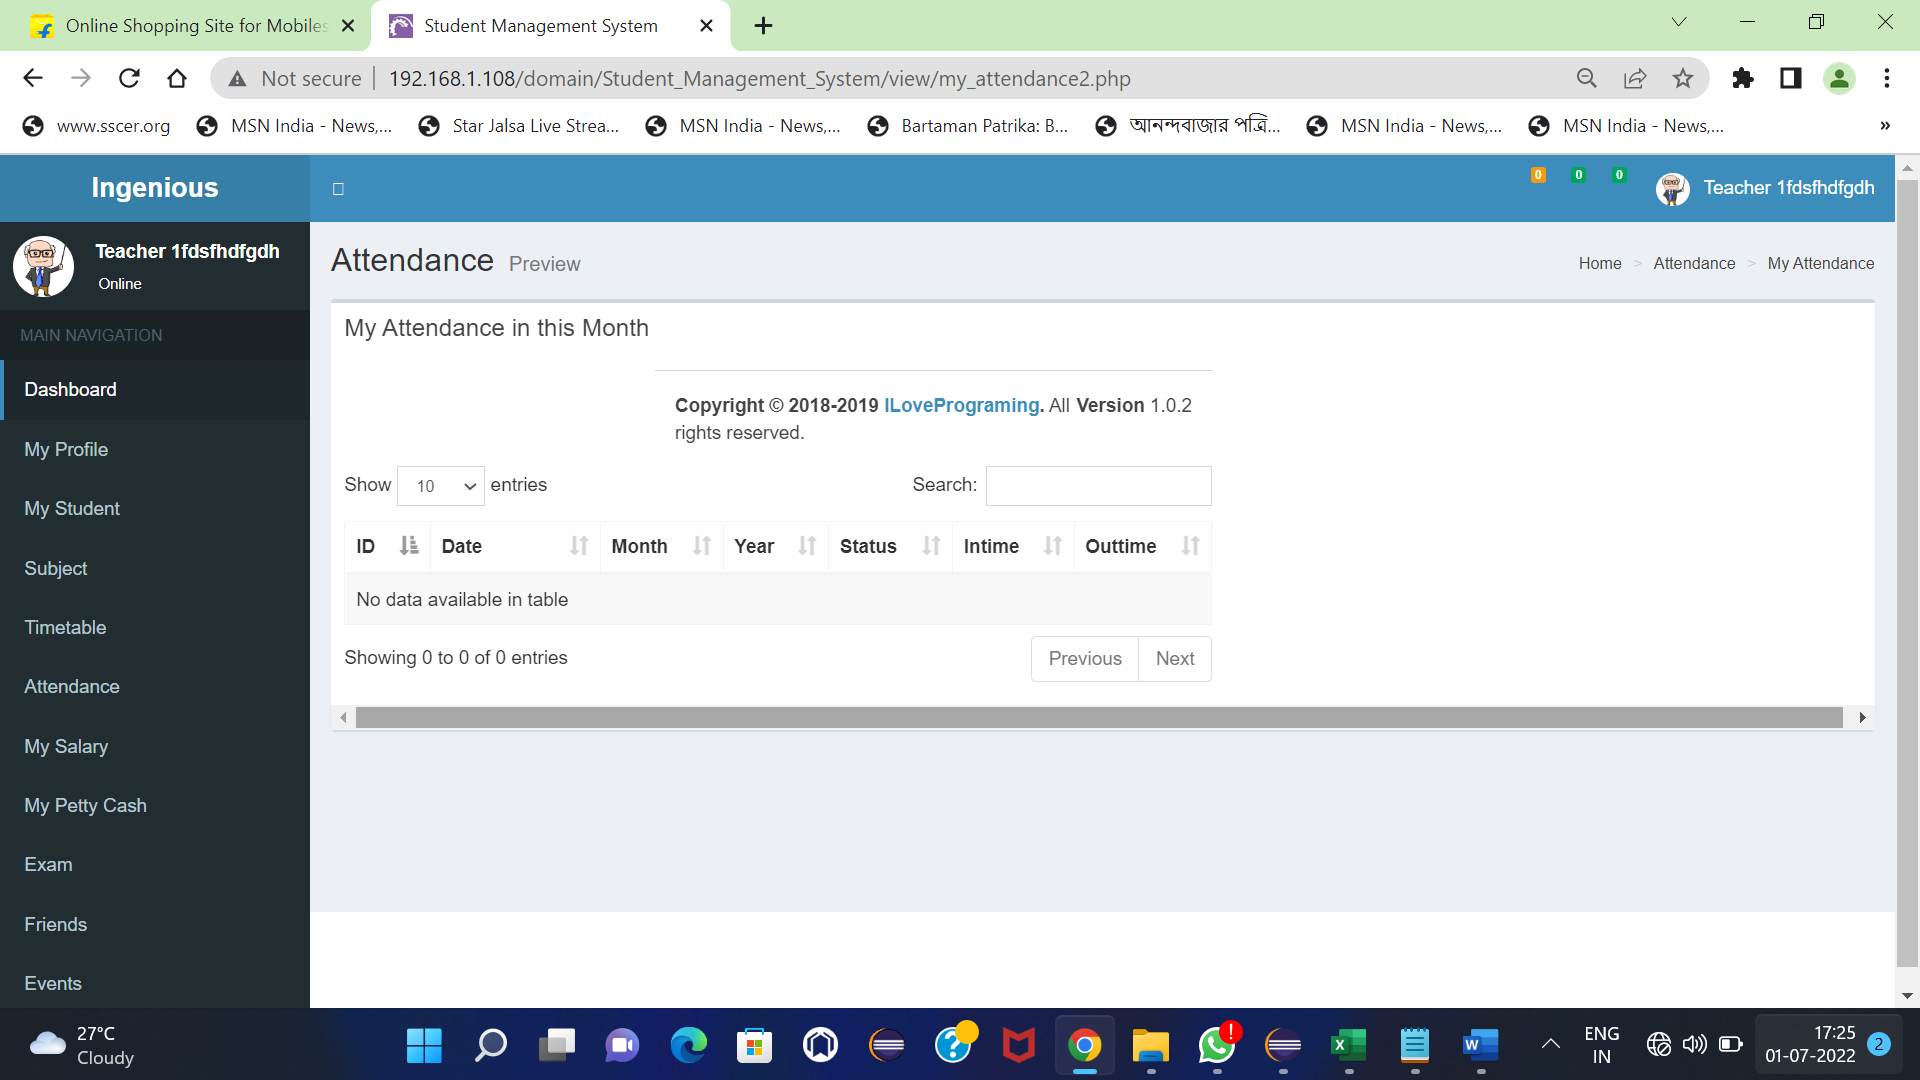 Online Shopping Site for Mobiles
Student Management System
Not secure
192.168.1.108/domain/Student_Management_System/view/my_attendance2.php
www.sscer.org
MSN India - News,...
Star Jalsa Live Strea...
MSN India - News,...
Bartaman Patrika: B...
আনন্দবাজার পত্রি...
MSN India - News,...
MSN India - News,...
»
Ingenious
0
0
0
Teacher 1fdsfhdfgdh
Teacher 1fdsfhdfgdh
Online
MAIN NAVIGATION
Dashboard
My Profile
My Student
Subject
Timetable
Attendance
My Salary
My Petty Cash
Exam
Friends
Events
Attendance Preview
Home > Attendance > My Attendance
My Attendance in this Month
Copyright © 2018-2019 ILovePrograming. All Version 1.0.2
rights reserved.
Show 10 entries
Search:
ID Date Month Year Status Intime Outtime
No data available in table
Showing 0 to 0 of 0 entries
Previous Next
27°C
Cloudy
ENG
IN
17:25
01-07-2022
2